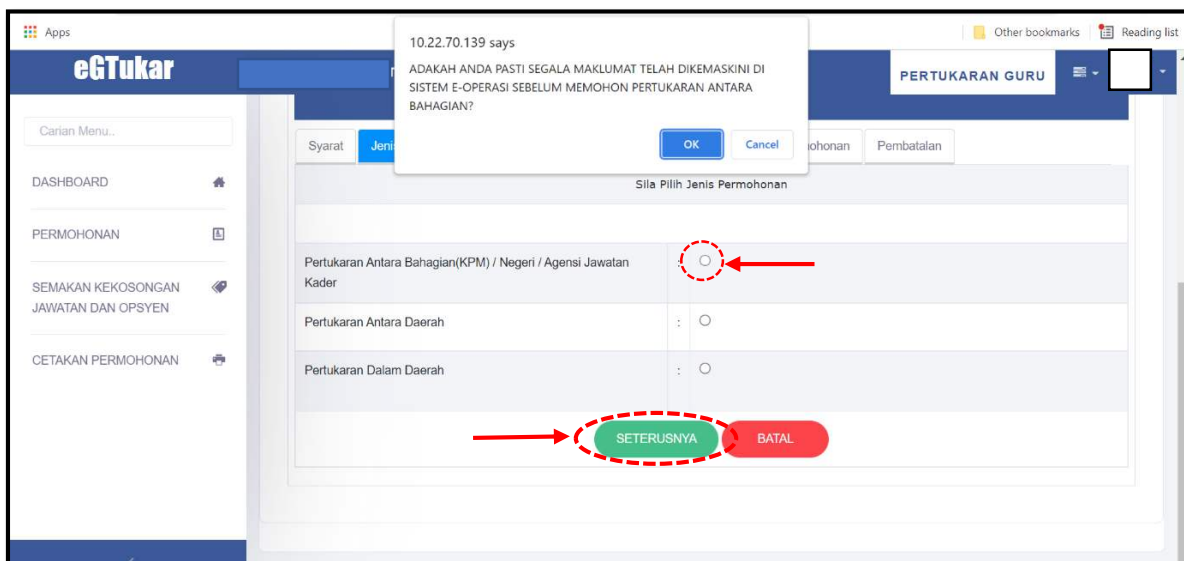 Apps
Other bookmarks
Reading list
10.22.70.139 says
ADAKAH ANDA PASTI SEGALA MAKLUMAT TELAH DIKEMASKINI DI
SISTEM E-OPERASI SEBELUM MEMOHON PERTUKARAN ANTARA
BAHAGIAN?
OK
Cancel
eGTukar
PERTUKARAN GURU
Carian Menu..
DASHBOARD
PERMOHONAN
SEMAKAN KEKOSONGAN
JAWATAN DAN OPSYEN
CETAKAN PERMOHONAN
Syarat
Pembatalan
Sila Pilih Jenis Permohonan
Pertukaran Antara Bahagian(KPM) / Negeri / Agensi Jawatan
Kader
:
Pertukaran Antara Daerah
:
Pertukaran Dalam Daerah
:
SETERUSNYA
BATAL